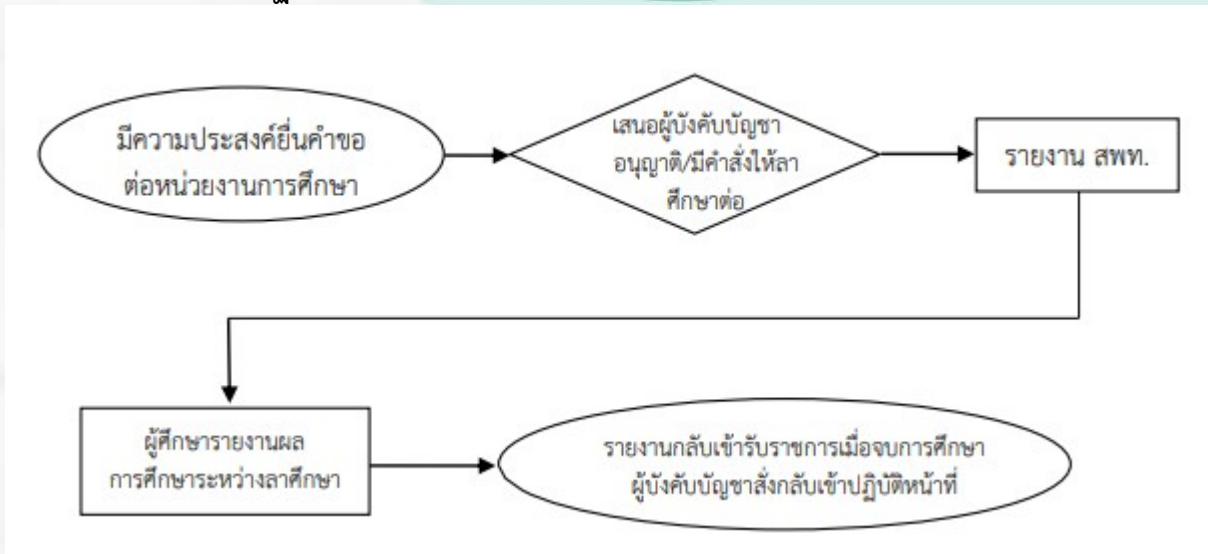 มีความประสงค์ยื่นคำขอ
ต่อหน่วยงานการศึกษา
เสนอผู้บังคับบัญชา
อนุญาติ/มีคำสั่งให้ลา
ศึกษาต่อ
รายงาน สพท.
ผู้ศึกษารายงานผล
การศึกษาระหว่างลาศึกษา
รายงานกลับเข้ารับราชการเมื่อจบการศึกษา
ผู้บังคับบัญชาสั่งกลับเข้าปฏิบัติหน้าที่